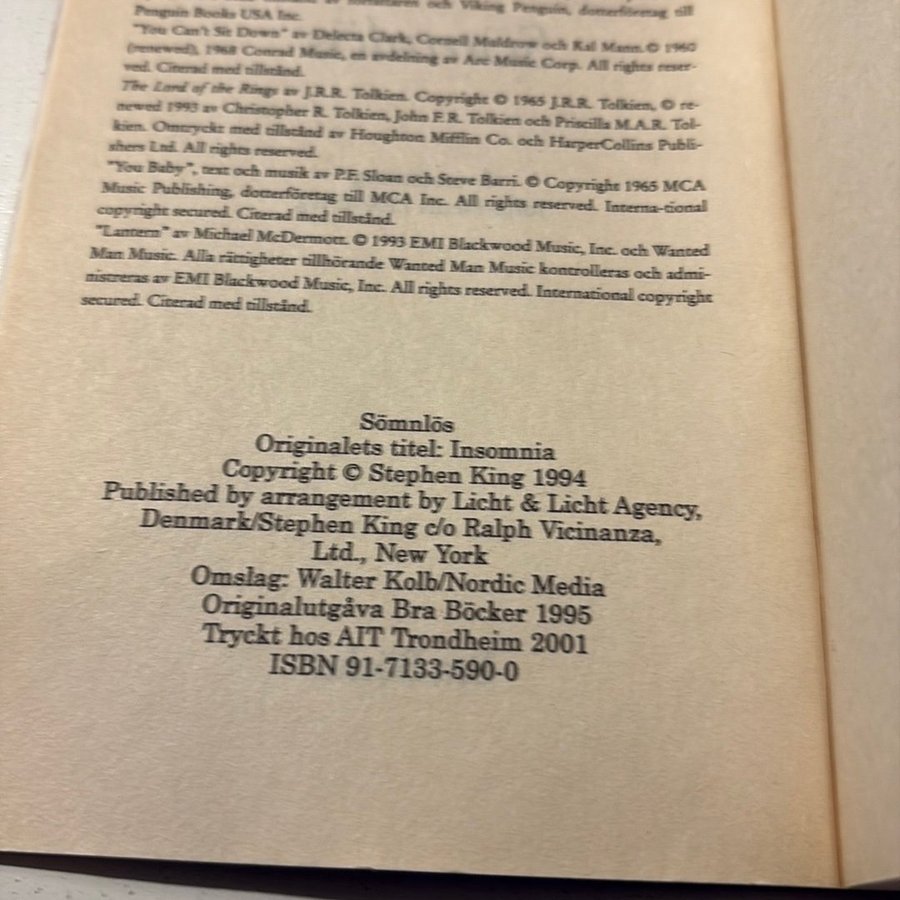 av författaren och Viking Penguin, dotterföretag till
Penguin Books USA Inc.
"You Can't Sit Down" av Delecta Clark, Cornell Muldrow och Kal Mann. © 1960
(renewed), 1968 Conrad Music, en avdelning av Arc Music Corp. All rights reser-
ved. Citerad med tillstånd.
The Lord of the Rings av J.R.R. Tolkien. Copyright © 1965 J.R.R. Tolkien, © re-
newed 1993 av Christopher R. Tolkien, John F.R. Tolkien och Priscilla M.A.R. Tol-
kien. Omtryckt med tillstånd av Houghton Mifflin Co. och HarperCollins Publi-
shers Ltd. All rights reserved.
"You Baby", text och musik av P.F. Sloan och Steve Barri. © Copyright 1965 MCA
Music Publishing, dotterföretag till MCA Inc. All rights reserved. Interna-tional
copyright secured. Citerad med tillstånd.
"Lantern" av Michael McDermott. © 1993 EMI Blackwood Music, Inc. och Wanted
Man Music. Alla rättigheter tillhörande Wanted Man Music kontrolleras och admi-
nistreras av EMI Blackwood Music, Inc. All rights reserved. International copyright
secured. Citerad med tillstånd.
Sömnlös
Originalets titel: Insomnia
Copyright © Stephen King 1994
Published by arrangement by Licht & Licht Agency,
Denmark/Stephen King c/o Ralph Vicinanza,
Ltd., New York
Omslag: Walter Kolb/Nordic Media
Originalutgåva Bra Böcker 1995
Tryckt hos AIT Trondheim 2001
ISBN 91-7133-590-0